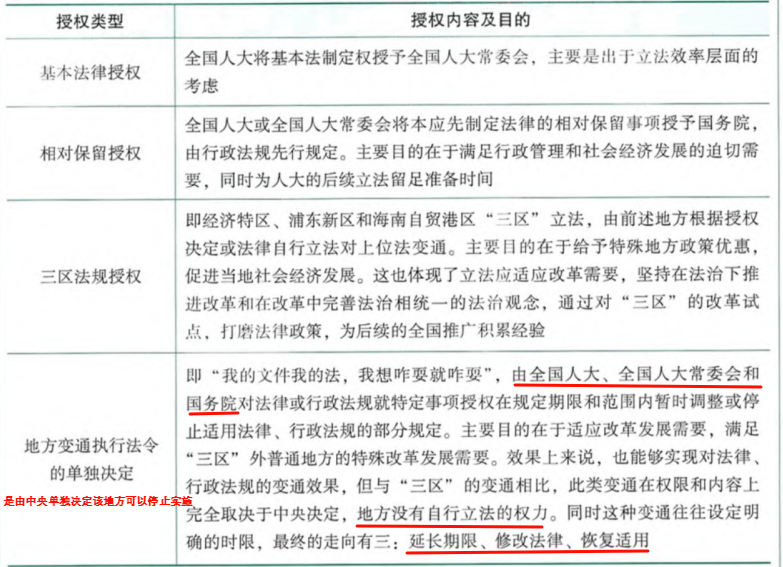 授权类型 授权内容及目的
基本法律授权
全国人大将基本法制定权授予全国人大常委会，主要是出于立法效率层面的
考虑
相对保留授权
全国人大或全国人大常委会将本应先制定法律的相对保留事项授予国务院，
由行政法规先行规定。主要目的在于满足行政管理和社会经济发展的迫切需
要，同时为人大的后续立法留足准备时间
三区法规授权
即经济特区、浦东新区和海南自贸港区“三区”立法，由前述地方根据授权
决定或法律自行立法对上位法变通。主要目的在于给予特殊地方政策优惠，
促进当地社会经济发展。这也体现了立法应适应改革需要，坚持在法治下推
进改革和在改革中完善法治相统一的法治观念，通过对“三区”的改革试
点，打磨法律政策，为后续的全国推广积累经验
地方变通执行法令
的单独决定
是由中央单独决定该地方可以停止实施
即“我的文件我的法，我想咋耍就咋耍”，由全国人大、全国人大常委会和
国务院对法律或行政法规就特定事项授权在规定期限和范围内暂时调整或停
止适用法律、行政法规的部分规定。主要目的在于适应改革发展需要，满足
“三区”外普通地方的特殊改革发展需要。效果上来说，也能够实现对法律、
行政法规的变通效果，但与“三区”的变通相比，此类变通在权限和内容上
完全取决于中央决定，地方没有自行立法的权力。同时这种变通往往设定明
确的时限，最终的走向有三：延长期限、修改法律、恢复适用